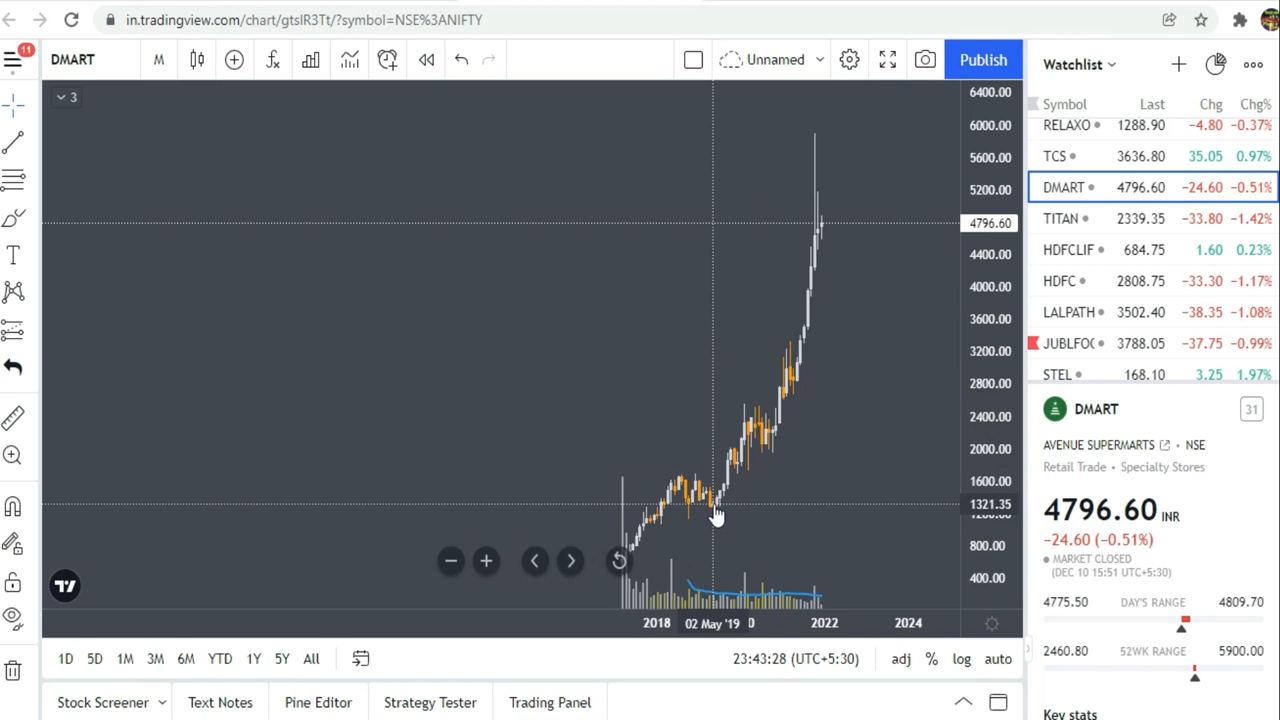 in.tradingview.com/chart/gtsIR3Tt/?symbol=NSE%3ANIFTY
11
DMART
M
Unnamed
Publish
3
6400.00
6000.00
5600.00
5200.00
4796.60
4400.00
4000.00
3600.00
3200.00
2800.00
2400.00
2000.00
1600.00
1321.35
800.00
400.00
2018
02 May '19
2022
2024
1D 5D 1M 3M 6M YTD 1Y 5Y All
23:43:28 (UTC+5:30)
adj % log auto
Stock Screener Text Notes Pine Editor Strategy Tester Trading Panel
Watchlist
Symbol Last Chg Chg%
RELAXO 1288.90 −4.80 −0.37%
TCS 3636.80 35.05 0.97%
DMART 4796.60 −24.60 −0.51%
TITAN 2339.35 −33.80 −1.42%
HDFCLIF 684.75 1.60 0.23%
HDFC 2808.75 −33.30 −1.17%
LALPATH 3502.40 −38.35 −1.08%
JUBLFOO 3788.05 −37.75 −0.99%
STEL 168.10 3.25 1.97%
DMART
31
AVENUE SUPERMARTS • NSE
Retail Trade • Specialty Stores
4796.60 INR
−24.60 (−0.51%)
MARKET CLOSED
(DEC 10 15:51 UTC+5:30)
4775.50 DAY'S RANGE 4809.70
2460.80 52WK RANGE 5900.00
Key stats